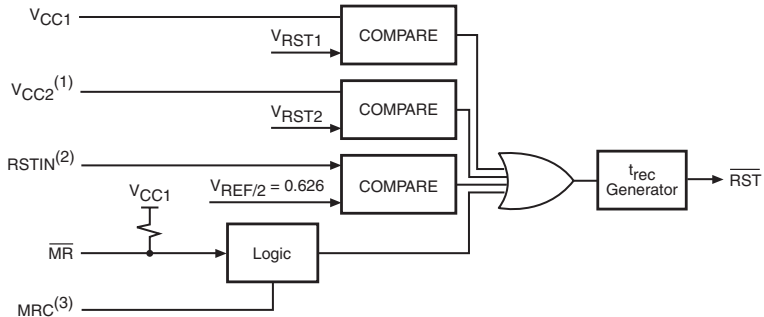 VCC1
VRST1
COMPARE
VCC2(1)
VRST2
COMPARE
RSTIN(2)
VREF/2 = 0.626
COMPARE
trec
Generator
RST
VCC1
MR
Logic
MRC(3)